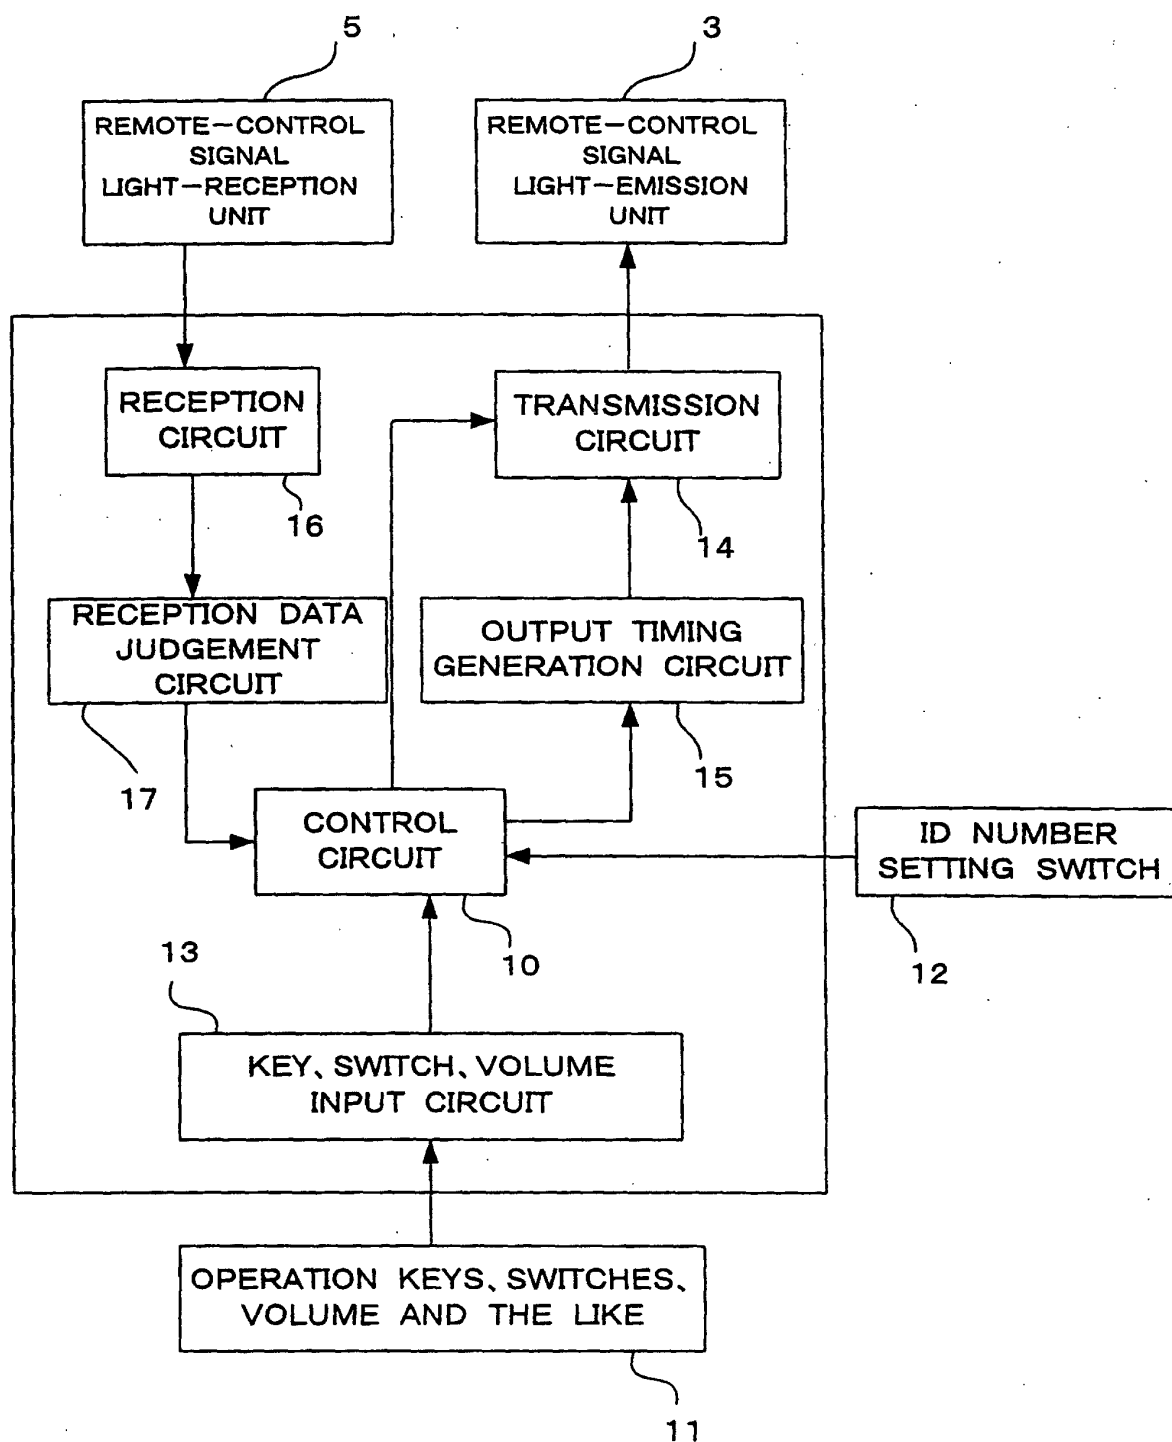 5
3
REMOTE-CONTROL
SIGNAL
LIGHT-RECEPTION
UNIT
REMOTE-CONTROL
SIGNAL
LIGHT-EMISSION
UNIT
RECEPTION
CIRCUIT
16
TRANSMISSION
CIRCUIT
14
RECEPTION DATA
JUDGEMENT
CIRCUIT
17
OUTPUT TIMING
GENERATION CIRCUIT
15
CONTROL
CIRCUIT
10
ID NUMBER
SETTING SWITCH
12
13
KEY、SWITCH、VOLUME
INPUT CIRCUIT
OPERATION KEYS、SWITCHES、
VOLUME AND THE LIKE
11